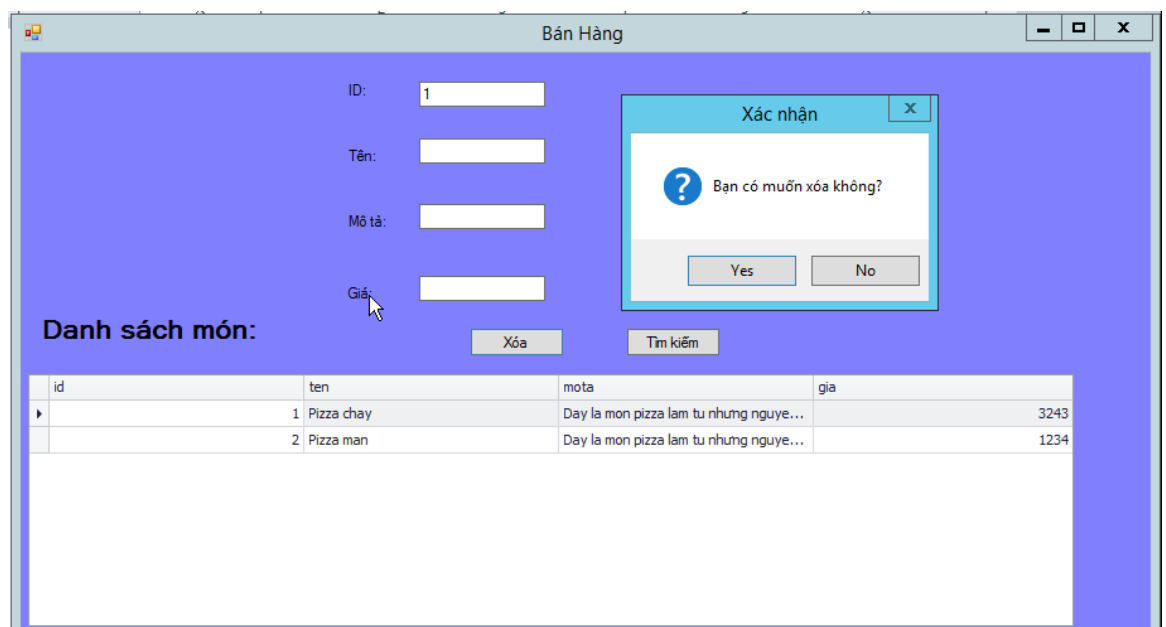 Bán Hàng
ID: 1
Xác nhận
Tên:
Bạn có muốn xóa không?
Mô tả:
Yes No
Giá:
Danh sách món:
Xóa Tìm kiếm
id ten mota gia
1 Pizza chay Day la mon pizza lam tu nhưng nguye... 3243
2 Pizza man Day la mon pizza lam tu nhưng nguye... 1234